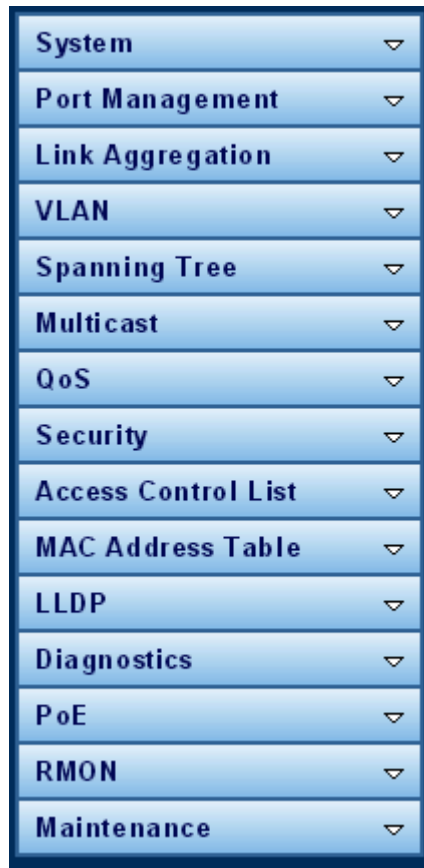 System
Port Management
Link Aggregation
VLAN
Spanning Tree
Multicast
QoS
Security
Access Control List
MAC Address Table
LLDP
Diagnostics
PoE
RMON
Maintenance